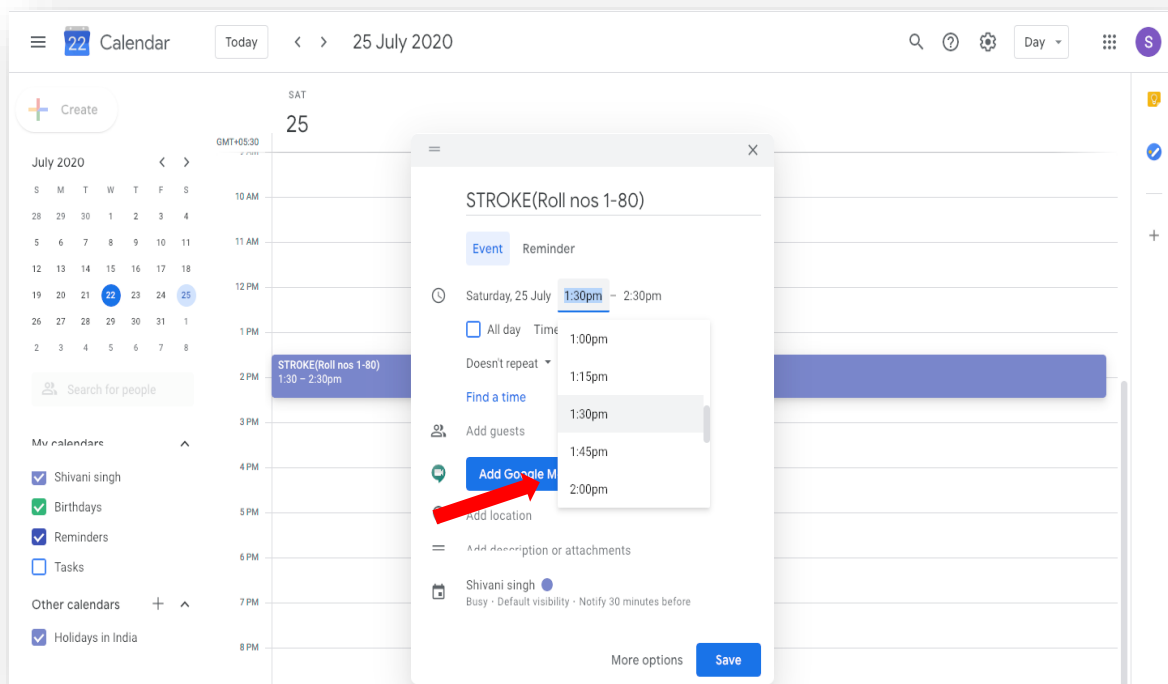 22 Calendar Today 25 July 2020 Day S
Create
SAT
25
GMT+05:30
July 2020
S M T W T F S
28 29 30 1 2 3 4
5 6 7 8 9 10 11
12 13 14 15 16 17 18
19 20 21 22 23 24 25
26 27 28 29 30 31 1
2 3 4 5 6 7 8
Search for people
My calendars
Shivani singh
Birthdays
Reminders
Tasks
Other calendars
Holidays in India
10 AM
11 AM
12 PM
1 PM
2 PM
3 PM
4 PM
5 PM
6 PM
7 PM
8 PM
STROKE(Roll nos 1-80)
1:30 – 2:30pm
STROKE(Roll nos 1-80)
Event Reminder
Saturday, 25 July 1:30pm – 2:30pm
All day Time
Doesn't repeat
Find a time
1:00pm
1:15pm
1:30pm
1:45pm
2:00pm
Add guests
Add Google M
Add location
Add description or attachments
Shivani singh
Busy · Default visibility · Notify 30 minutes before
More options Save